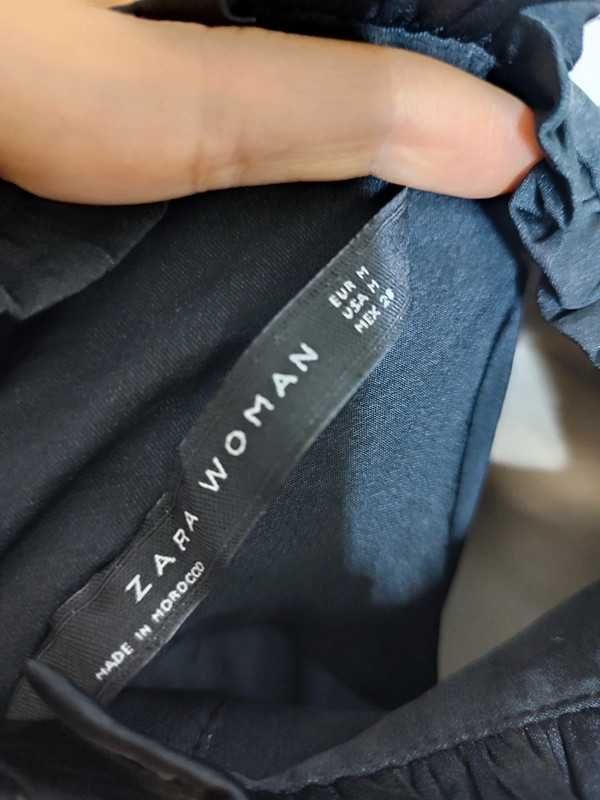 ZARA WOMAN
MADE IN MOROCCO
EUR M
USA M
MEX 28